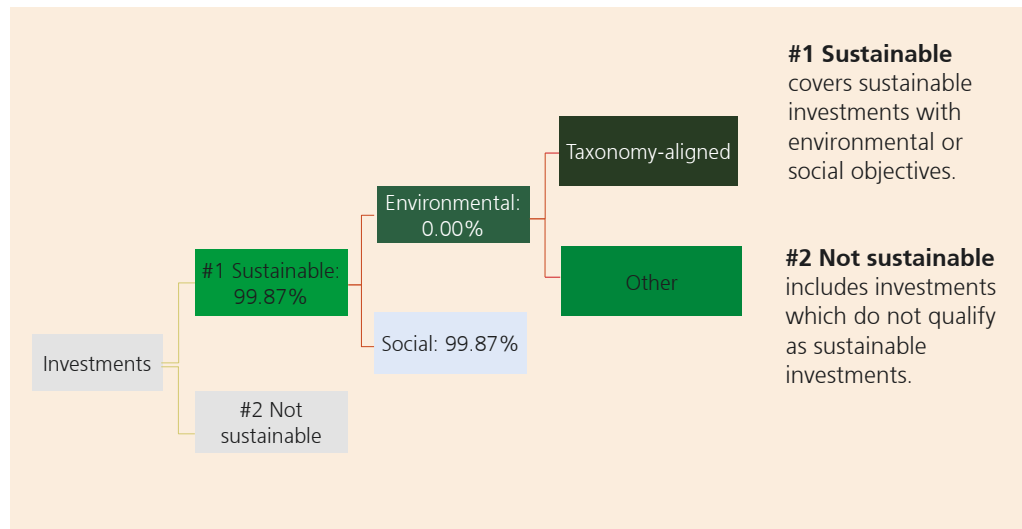 Investments
#1 Sustainable:
99.87%
#2 Not
sustainable
Environmental:
0.00%
Social: 99.87%
Taxonomy-aligned
Other
#1 Sustainable
covers sustainable
investments with
environmental or
social objectives.
#2 Not sustainable
includes investments
which do not qualify
as sustainable
investments.